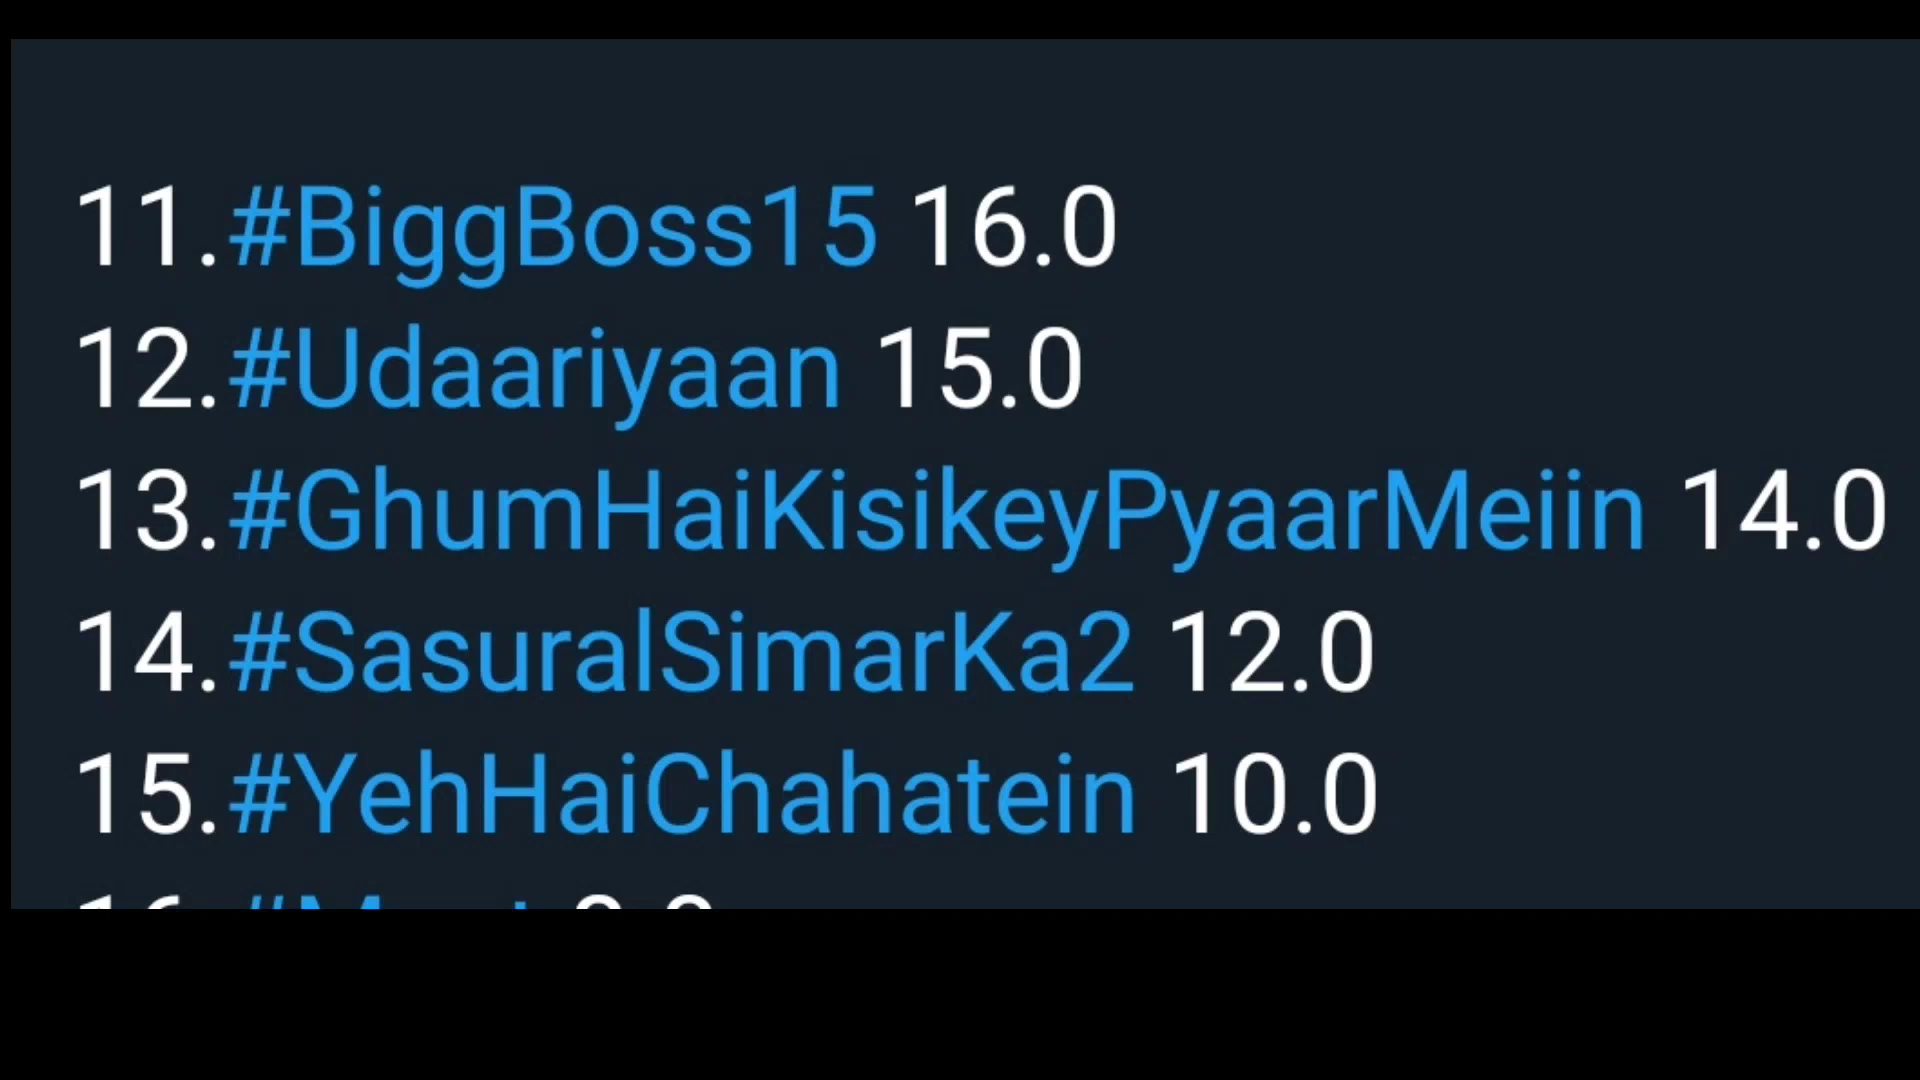 11.#BiggBoss15 16.0
12.#Udaariyaan 15.0
13.#GhumHaiKisikeyPyaarMeiin 14.0
14.#SasuralSimarKa2 12.0
15.#YehHaiChahatein 10.0